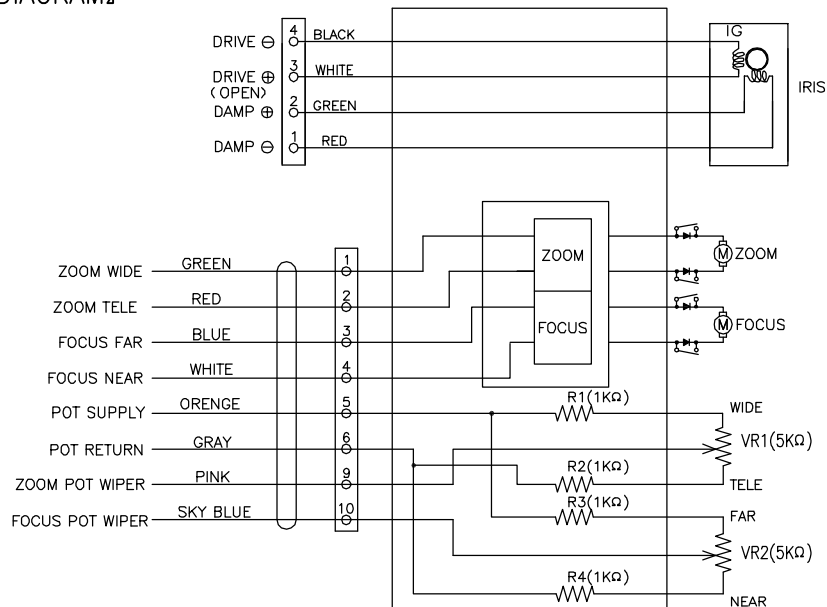 DIAGRAM
DRIVE ⊖ 4 BLACK
DRIVE ⊕ 3 WHITE
(OPEN)
DAMP ⊕ 2 GREEN
DAMP ⊖ 1 RED
IG
IRIS
ZOOM WIDE GREEN 1
ZOOM TELE RED 2
FOCUS FAR BLUE 3
FOCUS NEAR WHITE 4
POT SUPPLY ORENGE 5
POT RETURN GRAY 6
ZOOM POT WIPER PINK 9
FOCUS POT WIPER SKY BLUE 10
ZOOM
FOCUS
M ZOOM
M FOCUS
R1(1KΩ)
WIDE
VR1(5KΩ)
R2(1KΩ)
TELE
R3(1KΩ)
FAR
VR2(5KΩ)
R4(1KΩ)
NEAR